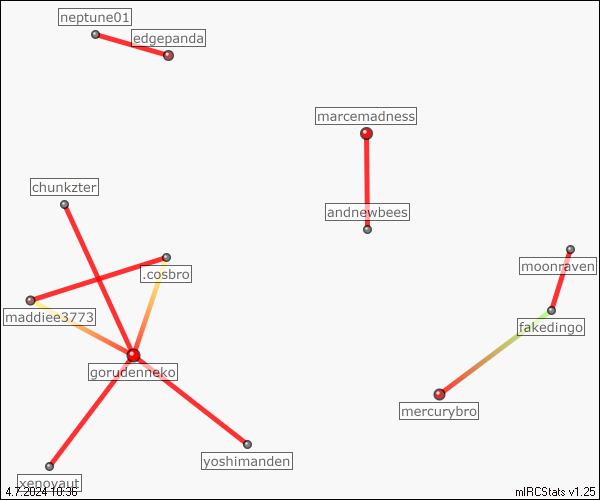 neptune01
edgepanda
marcemadness
chunkzter
andnewbees
.cosbro
moonraven
maddiee3773
fakedingo
gorudenneko
mercurybro
yoshimanden
xenoyaut
4.7.2024 10:36
mIRCStats v1.25